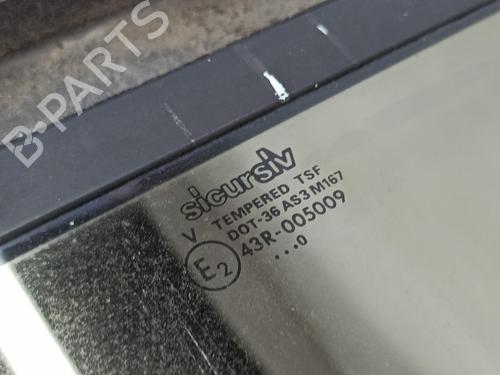 B-PARTS
sicursiv
V TEMPERED TSF
DOT-36 AS3 M167
E2 43R-005009
...0